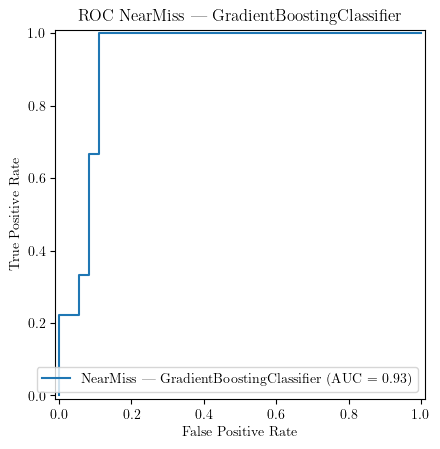 ROC NearMiss — GradientBoostingClassifier
1.0
0.8
0.6
0.4
0.2
0.0
True Positive Rate
NearMiss — GradientBoostingClassifier (AUC = 0.93)
0.0 0.2 0.4 0.6 0.8 1.0
False Positive Rate